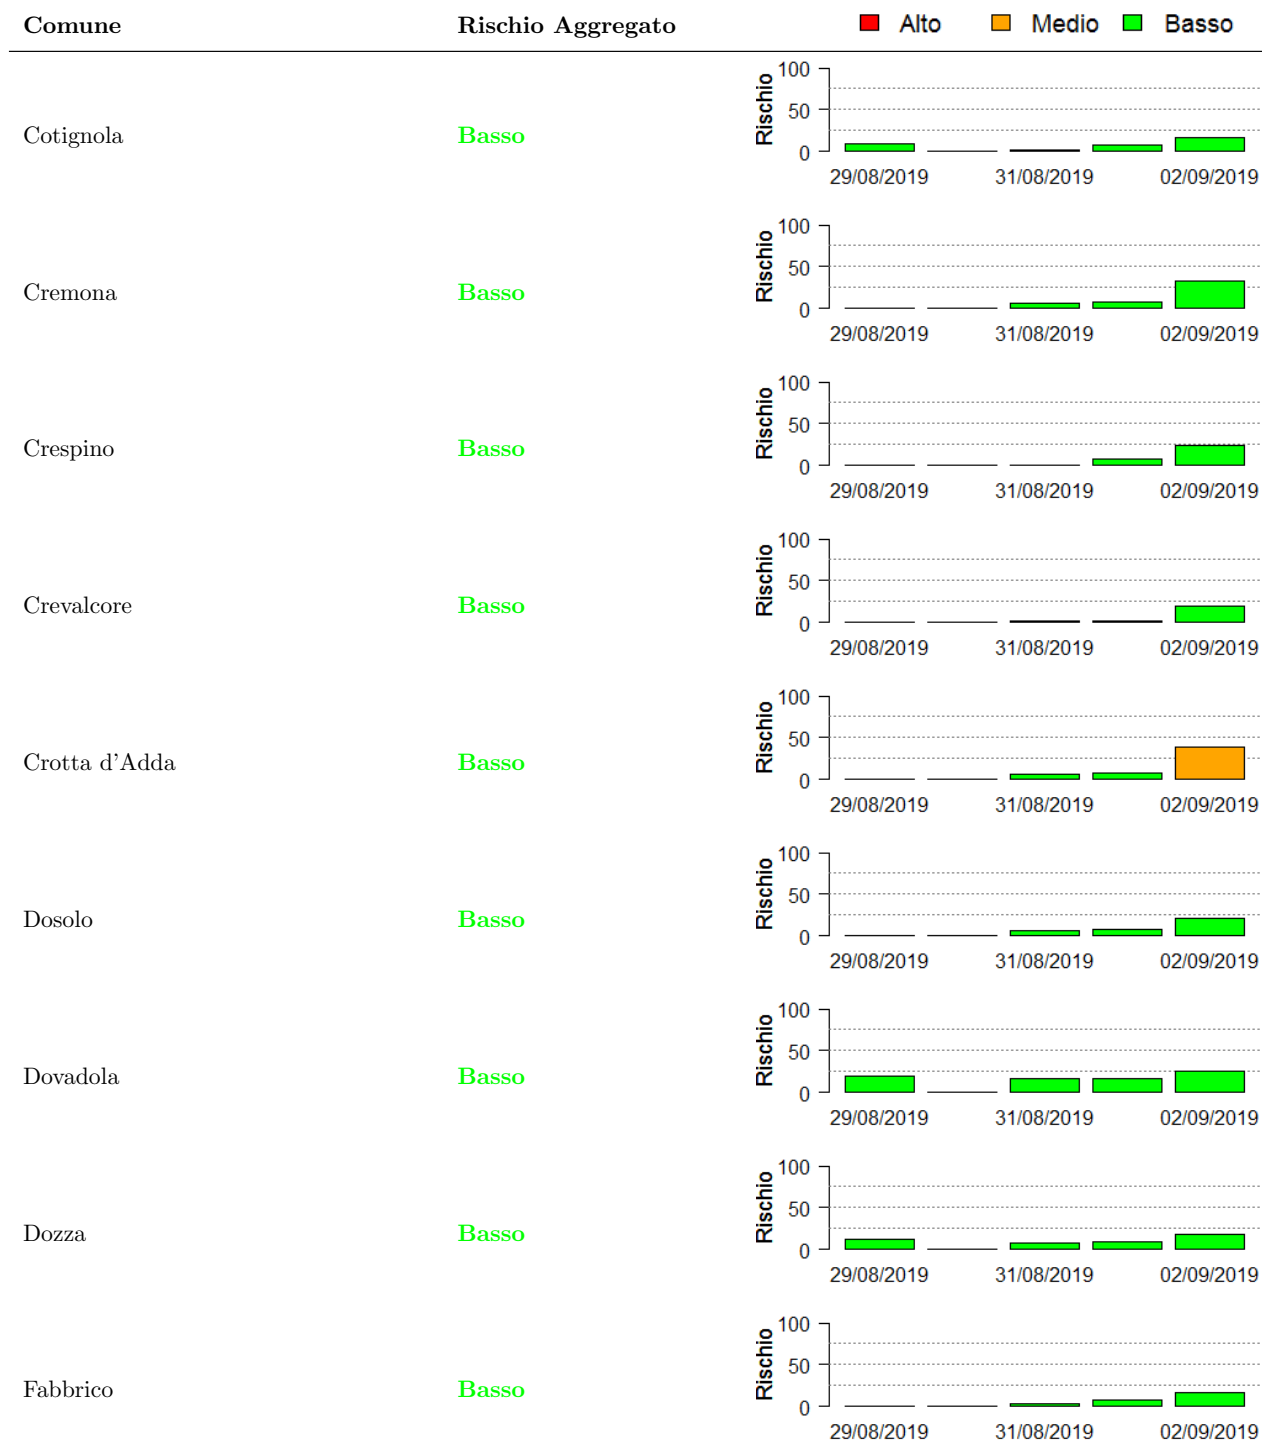 Comune Rischio Aggregato Alto Medio Basso
Cotignola Basso
Rischio
100
50
0
29/08/2019 31/08/2019 02/09/2019
Cremona Basso
Rischio
100
50
0
29/08/2019 31/08/2019 02/09/2019
Crespino Basso
Rischio
100
50
0
29/08/2019 31/08/2019 02/09/2019
Crevalcore Basso
Rischio
100
50
0
29/08/2019 31/08/2019 02/09/2019
Crotta d'Adda Basso
Rischio
100
50
0
29/08/2019 31/08/2019 02/09/2019
Dosolo Basso
Rischio
100
50
0
29/08/2019 31/08/2019 02/09/2019
Dovadola Basso
Rischio
100
50
0
29/08/2019 31/08/2019 02/09/2019
Dozza Basso
Rischio
100
50
0
29/08/2019 31/08/2019 02/09/2019
Fabbrico Basso
Rischio
100
50
0
29/08/2019 31/08/2019 02/09/2019